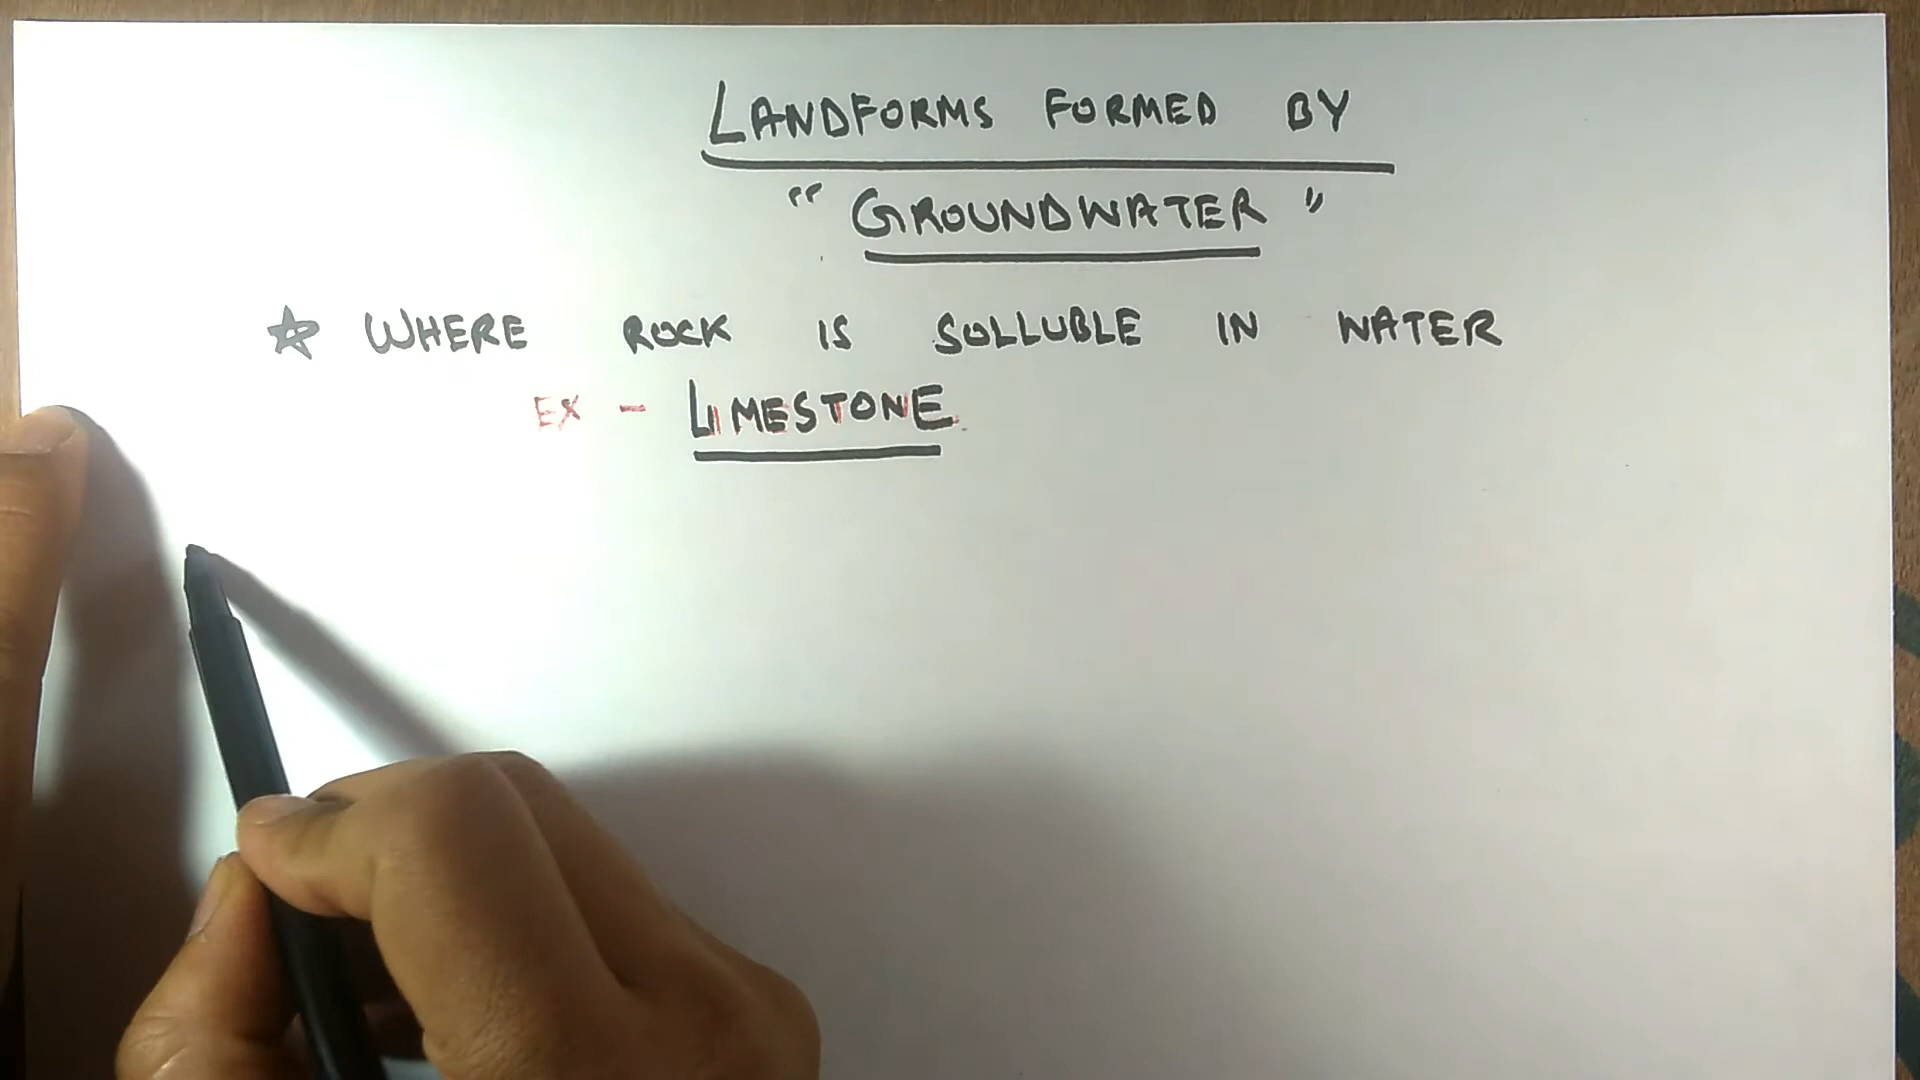 LANDFORMS FORMED BY
"GROUNDWATER"
☆ WHERE ROCK IS SOLLUBLE IN WATER
EX - LIMESTONE.